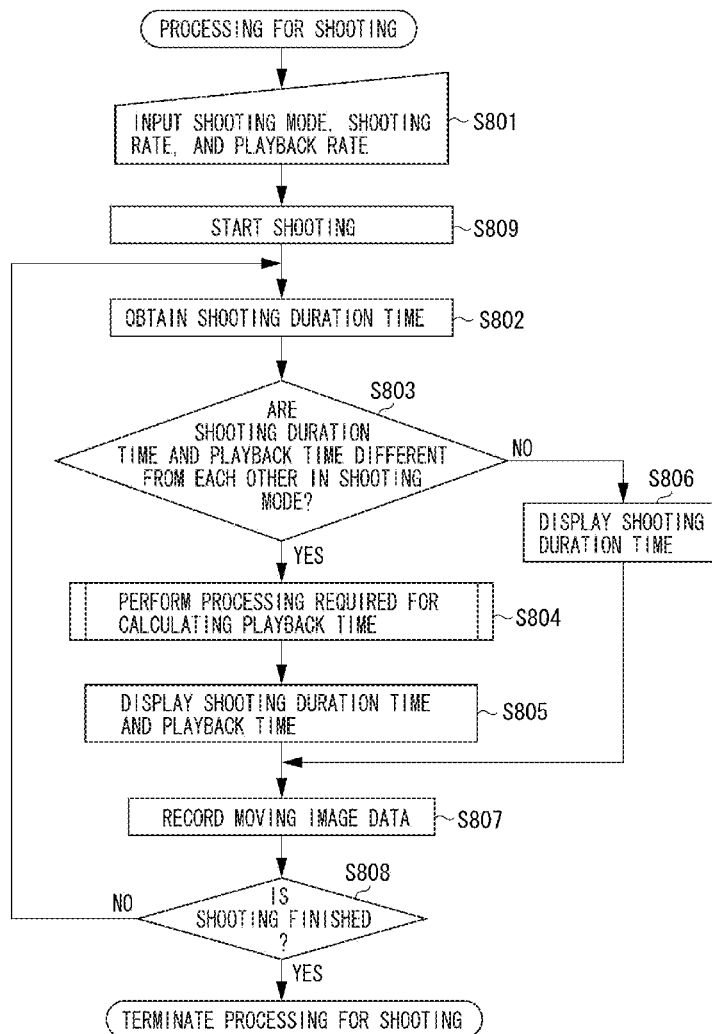 PROCESSING FOR SHOOTING
INPUT SHOOTING MODE, SHOOTING
RATE, AND PLAYBACK RATE
S801
START SHOOTING
S809
OBTAIN SHOOTING DURATION TIME
S802
S803
ARE
SHOOTING DURATION
TIME AND PLAYBACK TIME DIFFERENT
FROM EACH OTHER IN SHOOTING
MODE?
NO
S806
DISPLAY SHOOTING
DURATION TIME
YES
PERFORM PROCESSING REQUIRED FOR
CALCULATING PLAYBACK TIME
S804
DISPLAY SHOOTING DURATION TIME
AND PLAYBACK TIME
S805
RECORD MOVING IMAGE DATA
S807
S808
NO
IS
SHOOTING FINISHED
?
YES
TERMINATE PROCESSING FOR SHOOTING